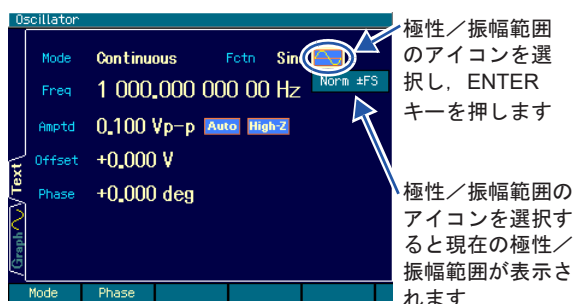 Oscillator
Mode Continuous Fctn Sin
Freq 1 000.000 000 00 Hz Norm ±FS
Amptd 0.100 Vp-p Auto High-Z
Offset +0.000 V
Phase +0.000 deg
Text
Graph
Mode Phase
極性／振幅範囲
のアイコンを選
択し，ENTER
キーを押します
極性／振幅範囲の
アイコンを選択す
ると現在の極性／
振幅範囲が表示さ
れます